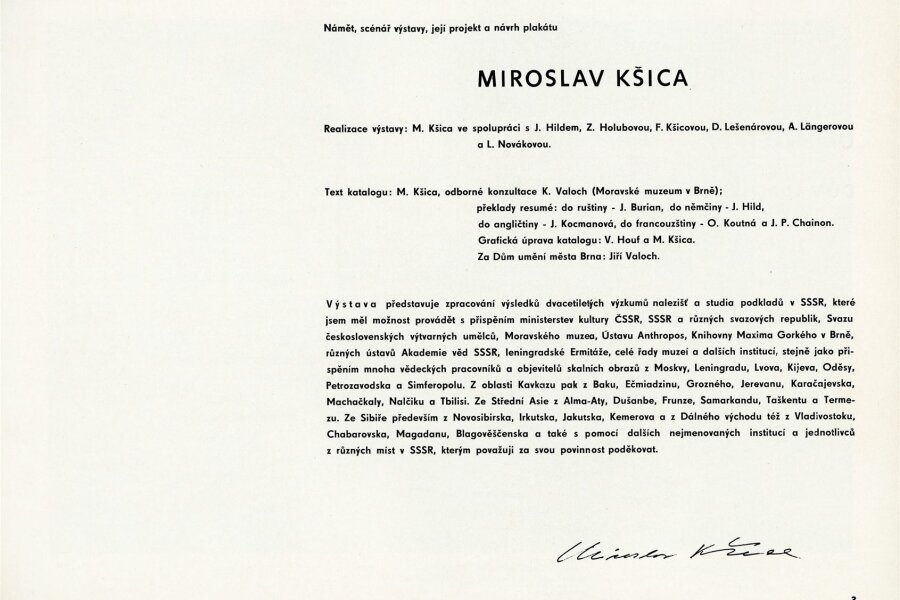 Námět, scénář výstavy, její projekt a návrh plakátu
MIROSLAV KŠICA
Realizace výstavy: M. Kšica ve spolupráci s J. Hildem, Z. Holubovou, F. Kšicovou, D. Lešenárovou, A. Längerovou
a L. Novákovou.
Text katalogu: M. Kšica, odborné konzultace K. Valoch (Moravské muzeum v Brně);
překlady resumé: do ruštiny - J. Burian, do němčiny - J. Hild,
do angličtiny - J. Kocmanová, do francouzštiny - O. Koutná a J. P. Chainon.
Grafická úprava katalogu: V. Houf a M. Kšica.
Za Dům umění města Brna: Jiří Valoch.
Výstava představuje zpracování výsledků dvacetiletých výzkumů nalezišť a studia podkladů v SSSR, které
jsem měl možnost provádět s přispěním ministerstev kultury ČSSR, SSSR a různých svazových republik, Svazu
československých výtvarných umělců, Moravského muzea, Ústavu Anthropos, Knihovny Maxima Gorkého v Brně,
různých ústavů Akademie věd SSSR, leningradské Ermitáže, celé řady muzeí a dalších institucí, stejně jako při-
spěním mnoha vědeckých pracovníků a objevitelů skalních obrazů z Moskvy, Leningradu, Lvova, Kijeva, Oděsy,
Petrozavodska a Simferopolu. Z oblasti Kavkazu pak z Baku, Ečmiadzinu, Grozného, Jerevanu, Karačajevska,
Machačkaly, Nalčiku a Tbilisi. Ze Střední Asie z Alma-Aty, Dušanbe, Frunze, Samarkandu, Taškentu a Terme-
zu. Ze Sibiře především z Novosibirska, Irkutska, Jakutska, Kemerova a z Dálného východu též z Vladivostoku,
Chabarovska, Magadanu, Blagověščenska a také s pomocí dalších nejmenovaných institucí a jednotlivců
z různých míst v SSSR, kterým považuji za svou povinnost poděkovat.
Miroslav Kšica